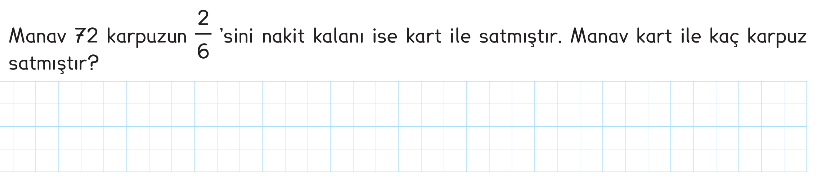 Manav 72 karpuzun 2/6 'sini nakit kalanı ise kart ile satmıştır. Manav kart ile kaç karpuz
satmıştır?